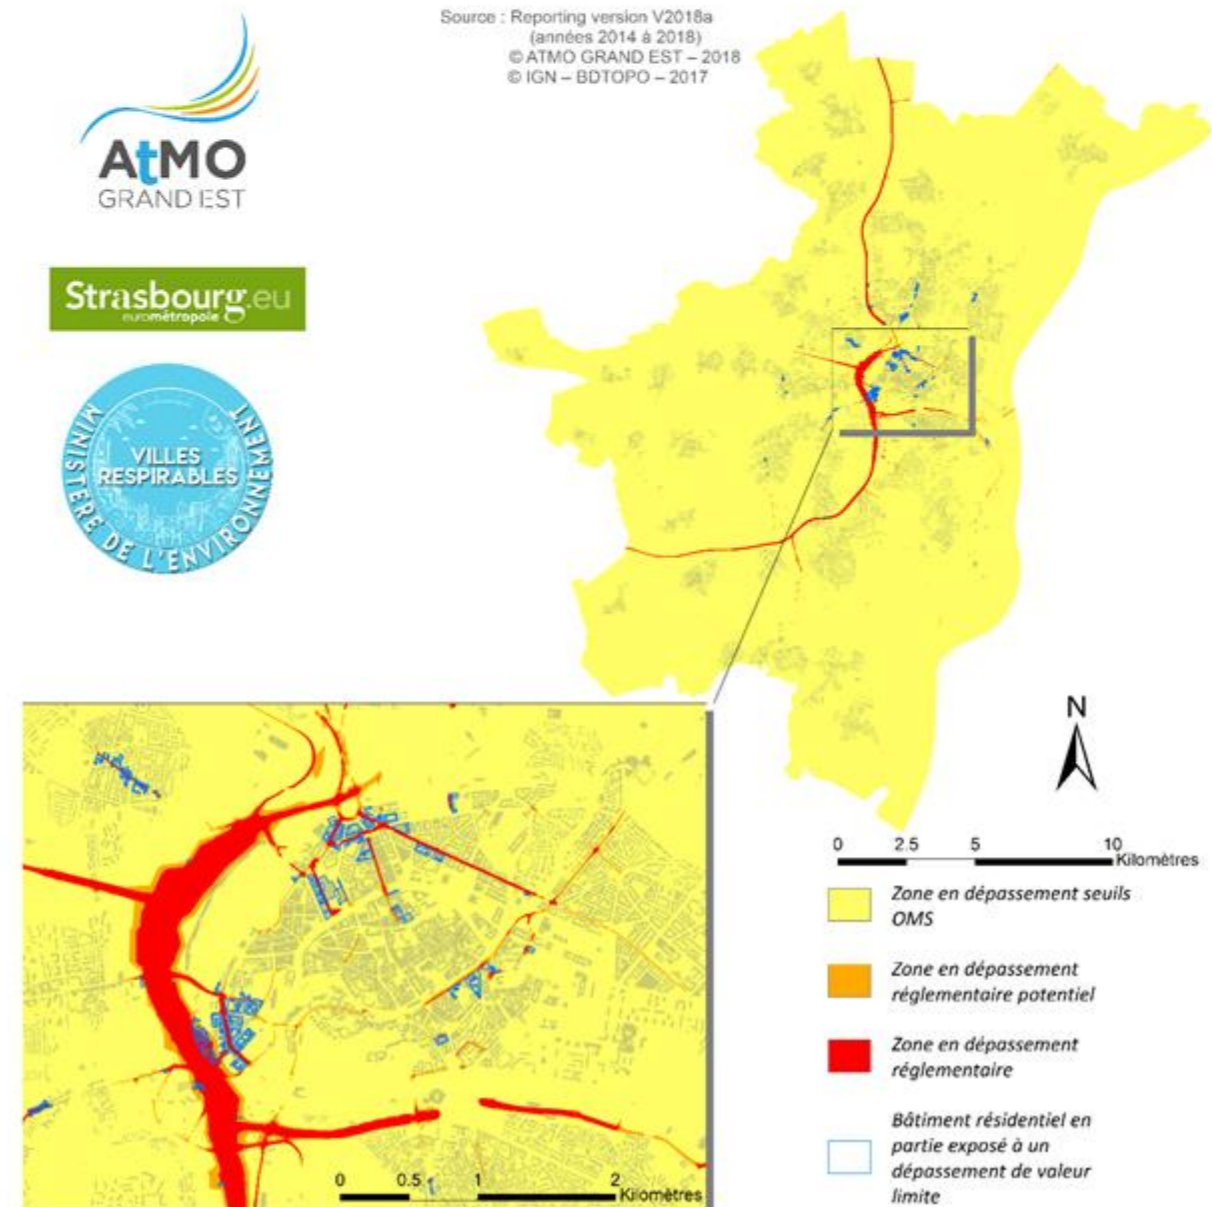 Source : Reporting version V2018a
(années 2014 à 2018)
© ATMO GRAND EST – 2018
© IGN – BDTOPO – 2017
AtMO
GRAND EST
Strasbourg.eu
eurométropole
VILLES
RESPIRABLES
MINISTÈRE DE L'ENVIRONNEMENT
N
0 2.5 5 10
Kilomètres
Zone en dépassement seuils
OMS
Zone en dépassement
réglementaire potentiel
Zone en dépassement
réglementaire
Bâtiment résidentiel en
partie exposé à un
dépassement de valeur
limite
0 0.5 1 2
Kilomètres